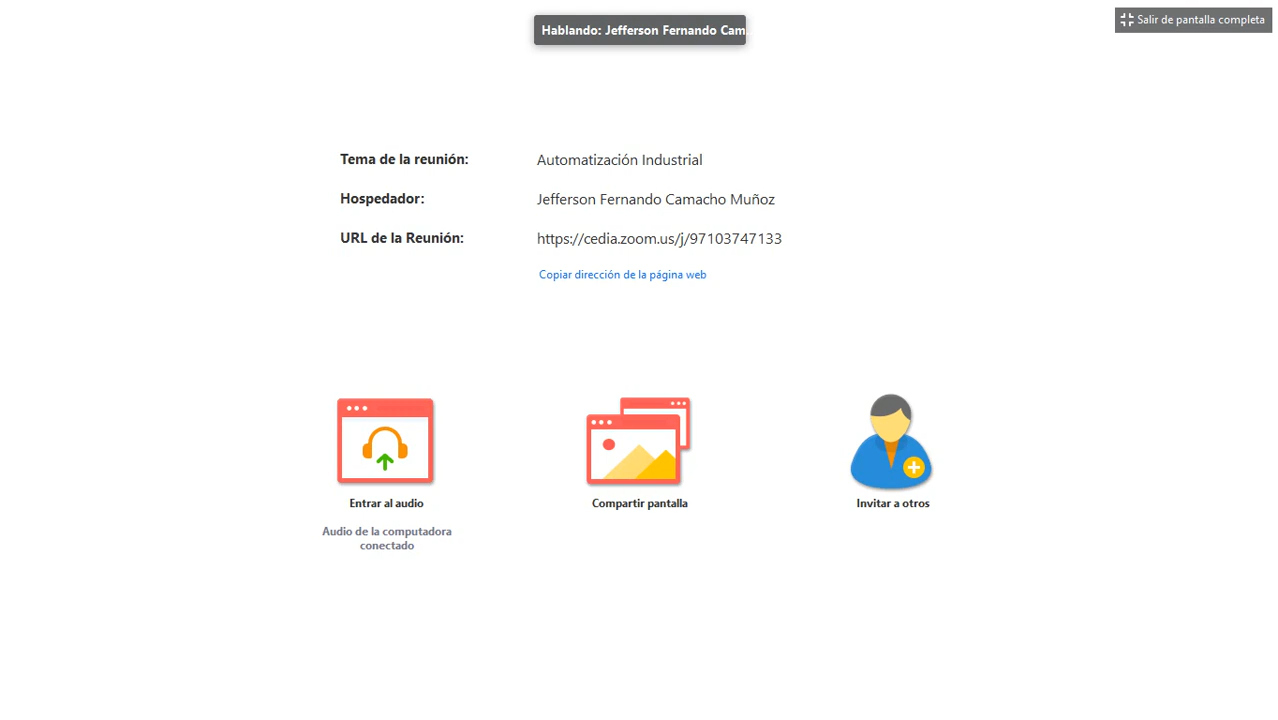 Hablando: Jefferson Fernando Cam
Salir de pantalla completa
Tema de la reunión: Automatización Industrial
Hospedador: Jefferson Fernando Camacho Muñoz
URL de la Reunión: https://cedia.zoom.us/j/97103747133
Copiar dirección de la página web
Entrar al audio
Compartir pantalla
Invitar a otros
Audio de la computadora
conectado